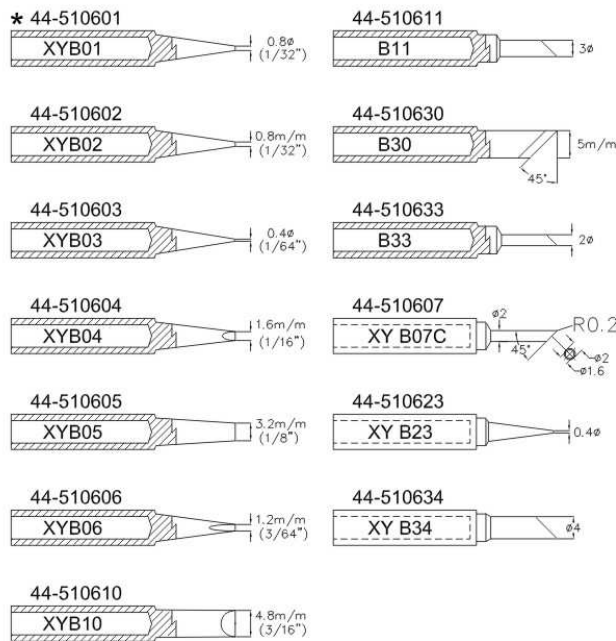 * 44-510601
XYB01
0.8ø
(1/32")
44-510602
XYB02
0.8m/m
(1/32")
44-510603
XYB03
0.4ø
(1/64")
44-510604
XYB04
1.6m/m
(1/16")
44-510605
XYB05
3.2m/m
(1/8")
44-510606
XYB06
1.2m/m
(3/64")
44-510610
XYB10
4.8m/m
(3/16")
44-510611
B11
3ø
44-510630
B30
5m/m
45°
44-510633
B33
2ø
44-510607
XY B07C
ø2
45°
R0.2
ø2
ø1.6
44-510623
XY B23
0.4ø
44-510634
XY B34
ø4